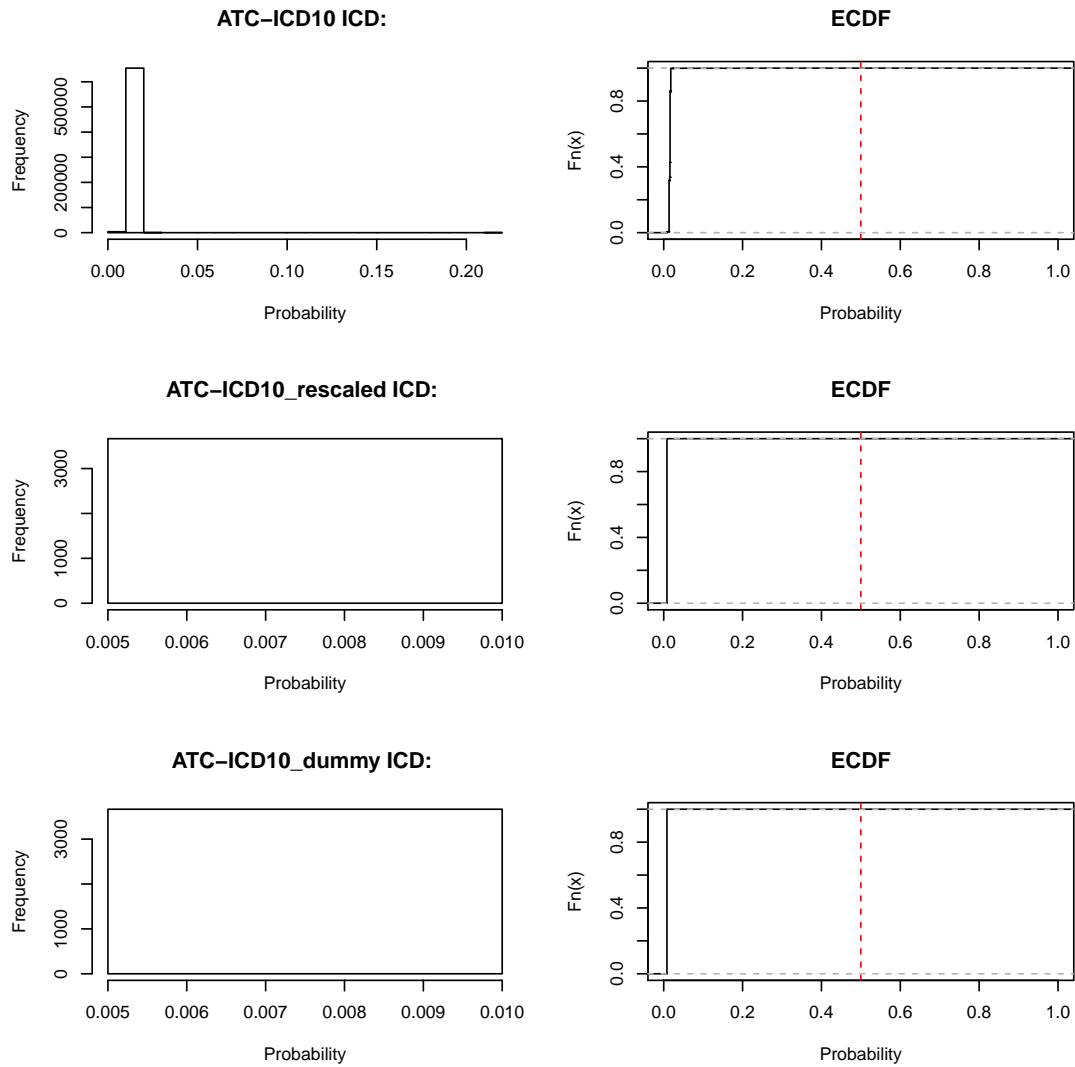 ATC−ICD10 ICD:
Frequency
0 200000 500000
0.00 0.05 0.10 0.15 0.20
Probability
ECDF
Fn(x)
0.0 0.4 0.8
0.0 0.2 0.4 0.6 0.8 1.0
Probability
ATC−ICD10_rescaled ICD:
Frequency
0 1000 3000
0.005 0.006 0.007 0.008 0.009 0.010
Probability
ECDF
Fn(x)
0.0 0.4 0.8
0.0 0.2 0.4 0.6 0.8 1.0
Probability
ATC−ICD10_dummy ICD:
Frequency
0 1000 3000
0.005 0.006 0.007 0.008 0.009 0.010
Probability
ECDF
Fn(x)
0.0 0.4 0.8
0.0 0.2 0.4 0.6 0.8 1.0
Probability